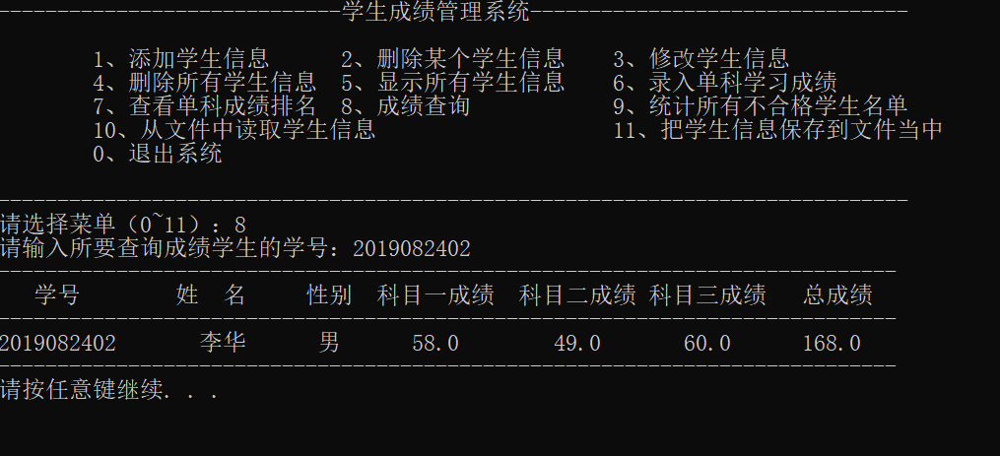 -----------------------------学生成绩管理系统--------------------------------
1、添加学生信息 2、删除某个学生信息 3、修改学生信息
4、删除所有学生信息 5、显示所有学生信息 6、录入单科学习成绩
7、查看单科成绩排名 8、成绩查询 9、统计所有不合格学生名单
10、从文件中读取学生信息 11、把学生信息保存到文件当中
0、退出系统
-----------------------------------------------------------------------------
请选择菜单（0~11）：8
请输入所要查询成绩学生的学号：2019082402
----------------------------------------------------------------------------
学号 姓 名 性别 科目一成绩 科目二成绩 科目三成绩 总成绩
----------------------------------------------------------------------------
2019082402 李华 男 58.0 49.0 60.0 168.0
----------------------------------------------------------------------------
请按任意键继续. . .